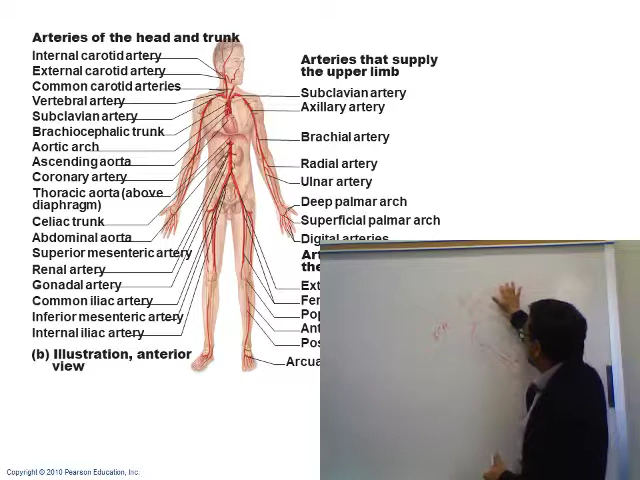 Arteries of the head and trunk
Internal carotid artery
External carotid artery
Common carotid arteries
Vertebral artery
Subclavian artery
Brachiocephalic trunk
Aortic arch
Ascending aorta
Coronary artery
Thoracic aorta (above
diaphragm)
Celiac trunk
Abdominal aorta
Superior mesenteric artery
Renal artery
Gonadal artery
Common iliac artery
Inferior mesenteric artery
Internal iliac artery
(b) Illustration, anterior
view
Arteries that supply
the upper limb
Subclavian artery
Axillary artery
Brachial artery
Radial artery
Ulnar artery
Deep palmar arch
Superficial palmar arch
Digital arteries
Copyright © 2010 Pearson Education, Inc.